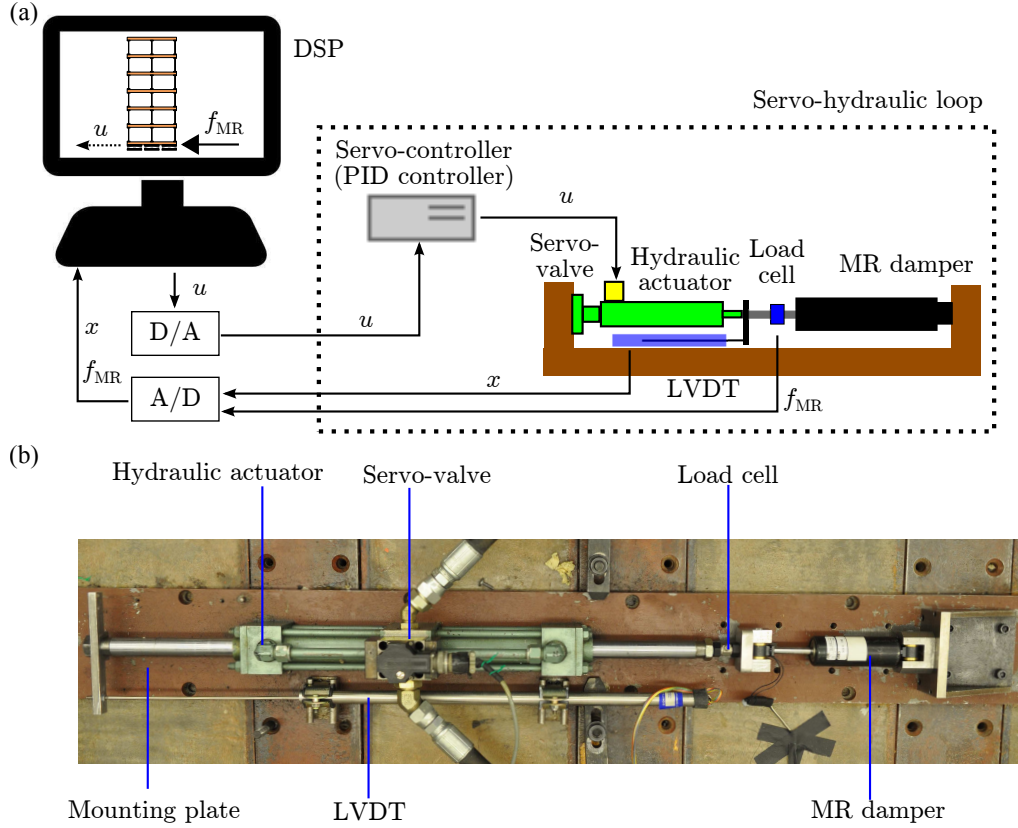 (a)
DSP
u
f_MR
Servo-hydraulic loop
Servo-controller
(PID controller)
u
Servo-
valve
Hydraulic
actuator
Load
cell
MR damper
u
D/A
u
x
f_MR
A/D
x
LVDT
f_MR
(b)
Hydraulic actuator
Servo-valve
Load cell
Mounting plate
LVDT
MR damper